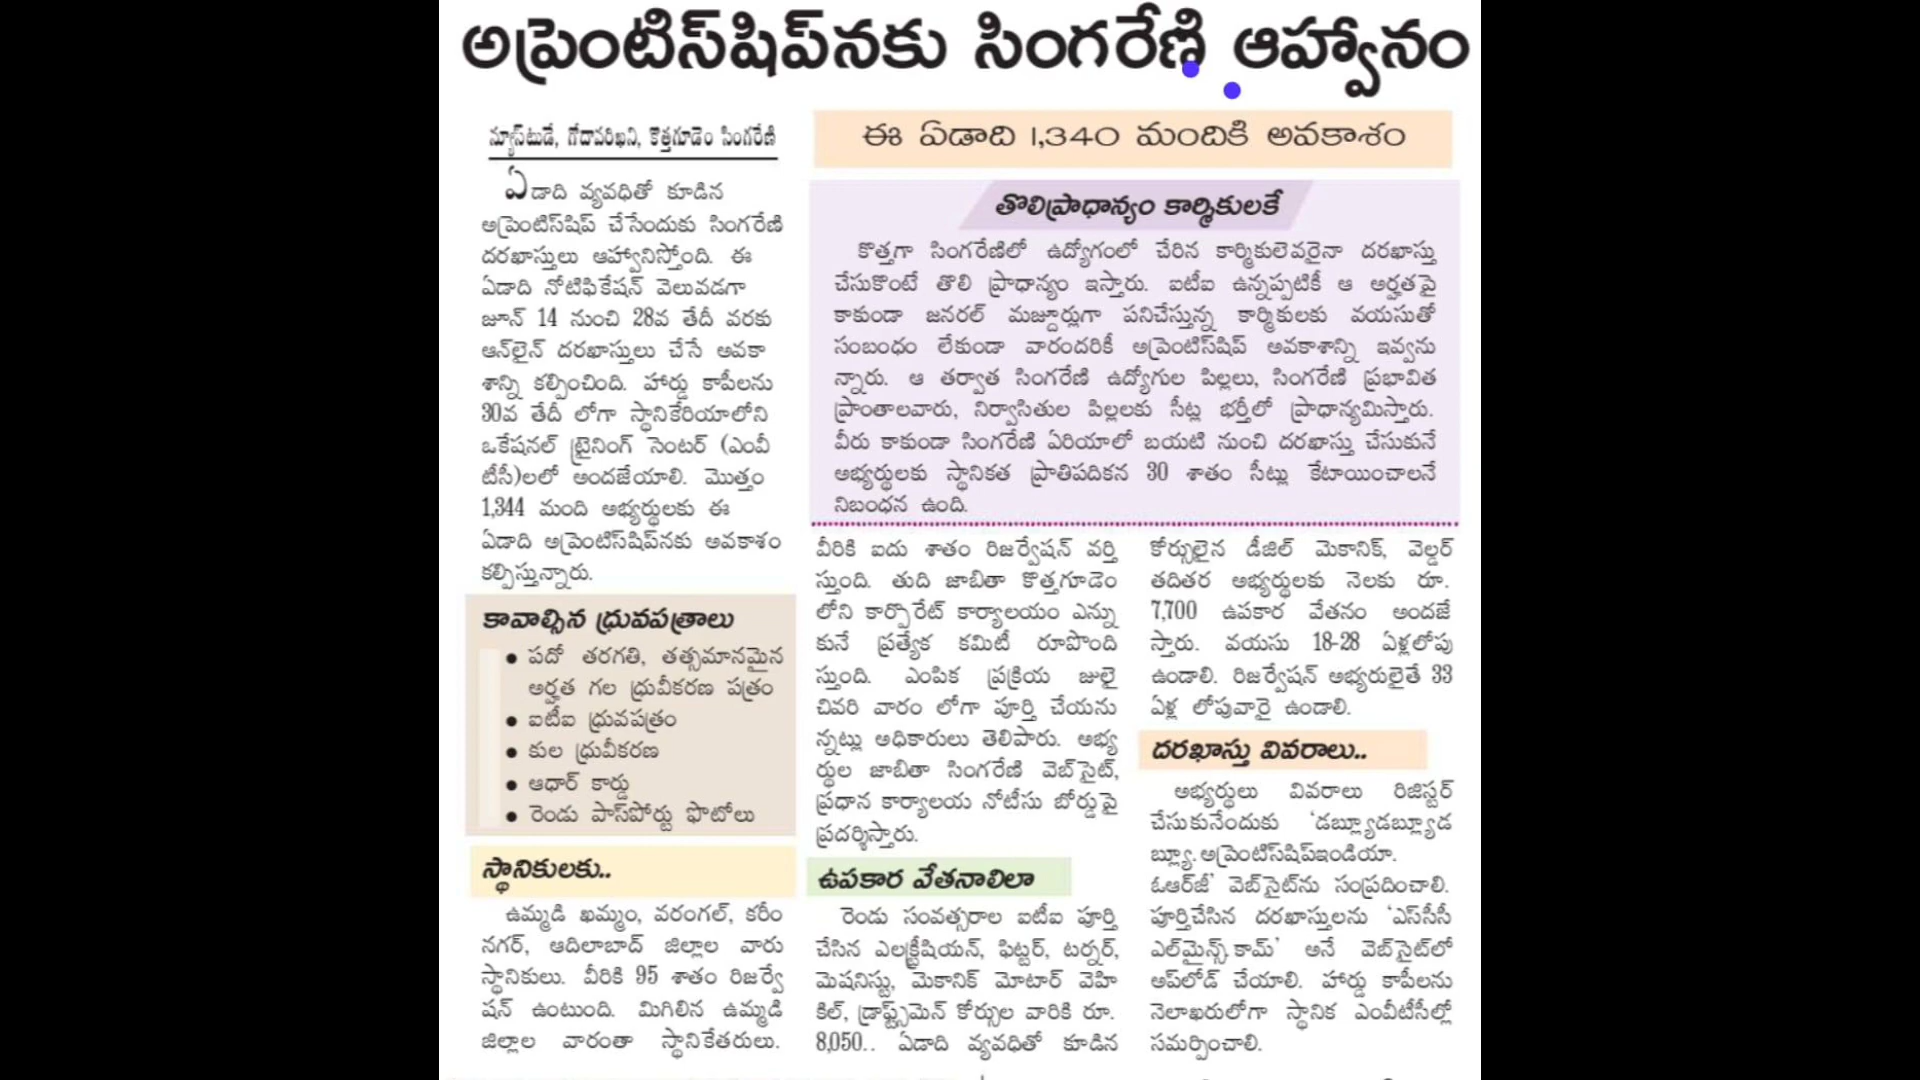 అప్రెంటిస్‌షిప్‌నకు సింగరేణి ఆహ్వానం
న్యూస్‌టుడే, గోదావరిఖని, కొత్తగూడెం సింగరేణి
ఏడాది వ్యవధితో కూడిన
అప్రెంటిస్‌షిప్ చేసేందుకు సింగరేణి
దరఖాస్తులు ఆహ్వానిస్తోంది. ఈ
ఏడాది నోటిఫికేషన్ వెలువడగా
జూన్ 14 నుంచి 28వ తేదీ వరకు
ఆన్‌లైన్ దరఖాస్తులు చేసే అవకా
శాన్ని కల్పించింది. హార్డు కాపీలను
30వ తేదీ లోగా స్థానికేరియాలోని
ఒకేషనల్ ట్రైనింగ్ సెంటర్ (ఎంవీ
టీసీ)లలో అందజేయాలి. మొత్తం
1,344 మంది అభ్యర్థులకు ఈ
ఏడాది అప్రెంటిస్‌షిప్‌నకు అవకాశం
కల్పిస్తున్నారు.
కావాల్సిన ధ్రువపత్రాలు
● పదో తరగతి, తత్సమానమైన
అర్హత గల ధ్రువీకరణ పత్రం
● ఐటీఐ ధ్రువపత్రం
● కుల ధ్రువీకరణ
● ఆధార్ కార్డు
● రెండు పాస్‌పోర్టు ఫొటోలు
స్థానికులకు..
ఉమ్మడి ఖమ్మం, వరంగల్, కరీం
నగర్, ఆదిలాబాద్ జిల్లాల వారు
స్థానికులు. వీరికి 95 శాతం రిజర్వే
షన్ ఉంటుంది. మిగిలిన ఉమ్మడి
జిల్లాల వారంతా స్థానికేతరులు.
ఈ ఏడాది 1,340 మందికి అవకాశం
తొలిప్రాధాన్యం కార్మికులకే
కొత్తగా సింగరేణిలో ఉద్యోగంలో చేరిన కార్మికులెవరైనా దరఖాస్తు
చేసుకొంటే తొలి ప్రాధాన్యం ఇస్తారు. ఐటీఐ ఉన్నప్పటికీ ఆ అర్హతపై
కాకుండా జనరల్ మజ్దూర్లుగా పనిచేస్తున్న కార్మికులకు వయసుతో
సంబంధం లేకుండా వారందరికీ అప్రెంటిస్‌షిప్ అవకాశాన్ని ఇవ్వను
న్నారు. ఆ తర్వాత సింగరేణి ఉద్యోగుల పిల్లలు, సింగరేణి ప్రభావిత
ప్రాంతాలవారు, నిర్వాసితుల పిల్లలకు సీట్ల భర్తీలో ప్రాధాన్యమిస్తారు.
వీరు కాకుండా సింగరేణి ఏరియాలో బయటి నుంచి దరఖాస్తు చేసుకునే
అభ్యర్థులకు స్థానికత ప్రాతిపదికన 30 శాతం సీట్లు కేటాయించాలనే
నిబంధన ఉంది.
వీరికి ఐదు శాతం రిజర్వేషన్ వర్తి
స్తుంది. తుది జాబితా కొత్తగూడెం
లోని కార్పొరేట్ కార్యాలయం ఎన్ను
కునే ప్రత్యేక కమిటీ రూపొంది
స్తుంది. ఎంపిక ప్రక్రియ జులై
చివరి వారం లోగా పూర్తి చేయను
న్నట్లు అధికారులు తెలిపారు. అభ్య
ర్థుల జాబితా సింగరేణి వెబ్‌సైట్,
ప్రధాన కార్యాలయ నోటీసు బోర్డుపై
ప్రదర్శిస్తారు.
ఉపకార వేతనాలిలా
రెండు సంవత్సరాల ఐటీఐ పూర్తి
చేసిన ఎలక్ట్రీషియన్, ఫిట్టర్, టర్నర్,
మెషనిస్టు, మెకానిక్ మోటార్ వెహి
కిల్, డ్రాఫ్ట్స్‌మెన్ కోర్సుల వారికి రూ.
8,050.. ఏడాది వ్యవధితో కూడిన
కోర్సులైన డీజిల్ మెకానిక్, వెల్డర్
తదితర అభ్యర్థులకు నెలకు రూ.
7,700 ఉపకార వేతనం అందజే
స్తారు. వయసు 18-28 ఏళ్లలోపు
ఉండాలి. రిజర్వేషన్ అభ్యరులైతే 33
ఏళ్ల లోపువారై ఉండాలి.
దరఖాస్తు వివరాలు..
అభ్యర్థులు వివరాలు రిజిస్టర్
చేసుకునేందుకు 'డబ్ల్యూడబ్ల్యూడ
బ్ల్యూ.అప్రెంటిస్‌షిప్‌ఇండియా.
ఓఆర్‌జీ' వెబ్‌సైట్‌ను సంప్రదించాలి.
పూర్తిచేసిన దరఖాస్తులను 'ఎస్‌సీసీ
ఎల్‌మైన్స్.కామ్' అనే వెబ్‌సైట్‌లో
అప్‌లోడ్ చేయాలి. హార్డు కాపీలను
నెలాఖరులోగా స్థానిక ఎంవీటీసీల్లో
సమర్పించాలి.